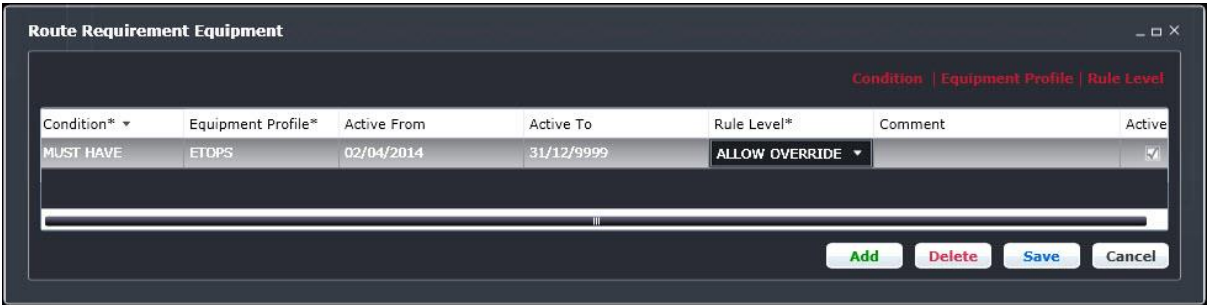 Route Requirement Equipment
Condition | Equipment Profile | Rule Level
Condition* Equipment Profile* Active From Active To Rule Level* Comment Active
MUST HAVE ETOPS 02/04/2014 31/12/9999 ALLOW OVERRIDE
Add Delete Save Cancel